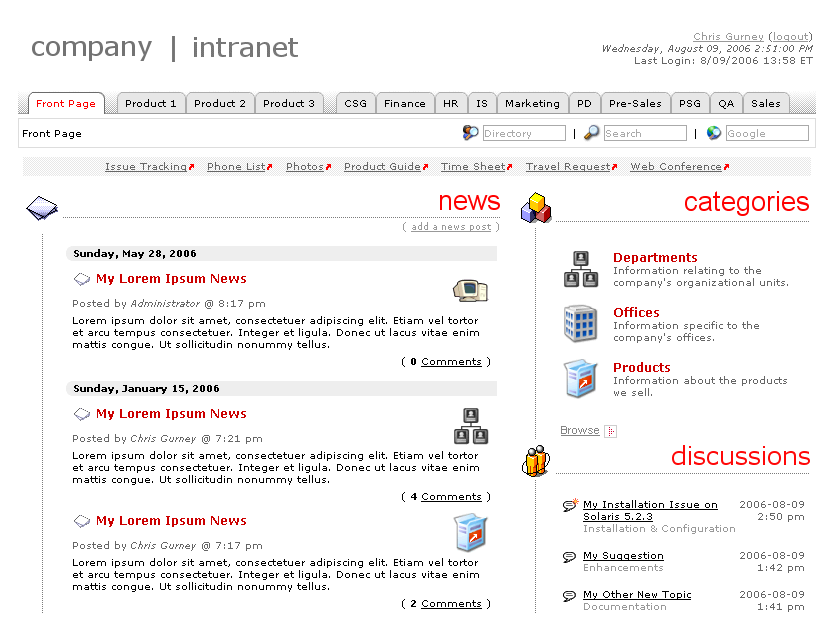 company | intranet
Chris Gurney (logout)
Wednesday, August 09, 2006 2:51:00 PM
Last Login: 8/09/2006 13:58 ET
Front Page Product 1 Product 2 Product 3 CSG Finance HR IS Marketing PD Pre-Sales PSG QA Sales
Front Page Directory | Search | Google
Issue Tracking Phone List Photos Product Guide Time Sheet Travel Request Web Conference
news
( add a news post )
Sunday, May 28, 2006
My Lorem Ipsum News
Posted by Administrator @ 8:17 pm
Lorem ipsum dolor sit amet, consectetuer adipiscing elit. Etiam vel tortor
et arcu tempus consectetuer. Integer et ligula. Donec ut lacus vitae enim
mattis congue. Ut sollicitudin nonummy tellus.
( 0 Comments )
Sunday, January 15, 2006
My Lorem Ipsum News
Posted by Chris Gurney @ 7:21 pm
Lorem ipsum dolor sit amet, consectetuer adipiscing elit. Etiam vel tortor
et arcu tempus consectetuer. Integer et ligula. Donec ut lacus vitae enim
mattis congue. Ut sollicitudin nonummy tellus.
( 4 Comments )
My Lorem Ipsum News
Posted by Chris Gurney @ 7:17 pm
Lorem ipsum dolor sit amet, consectetuer adipiscing elit. Etiam vel tortor
et arcu tempus consectetuer. Integer et ligula. Donec ut lacus vitae enim
mattis congue. Ut sollicitudin nonummy tellus.
( 2 Comments )
categories
Departments
Information relating to the
company's organizational units.
Offices
Information specific to the
company's offices.
Products
Information about the products
we sell.
Browse
discussions
My Installation Issue on 2006-08-09
Solaris 5.2.3 2:50 pm
Installation & Configuration
My Suggestion 2006-08-09
Enhancements 1:42 pm
My Other New Topic 2006-08-09
Documentation 1:41 pm